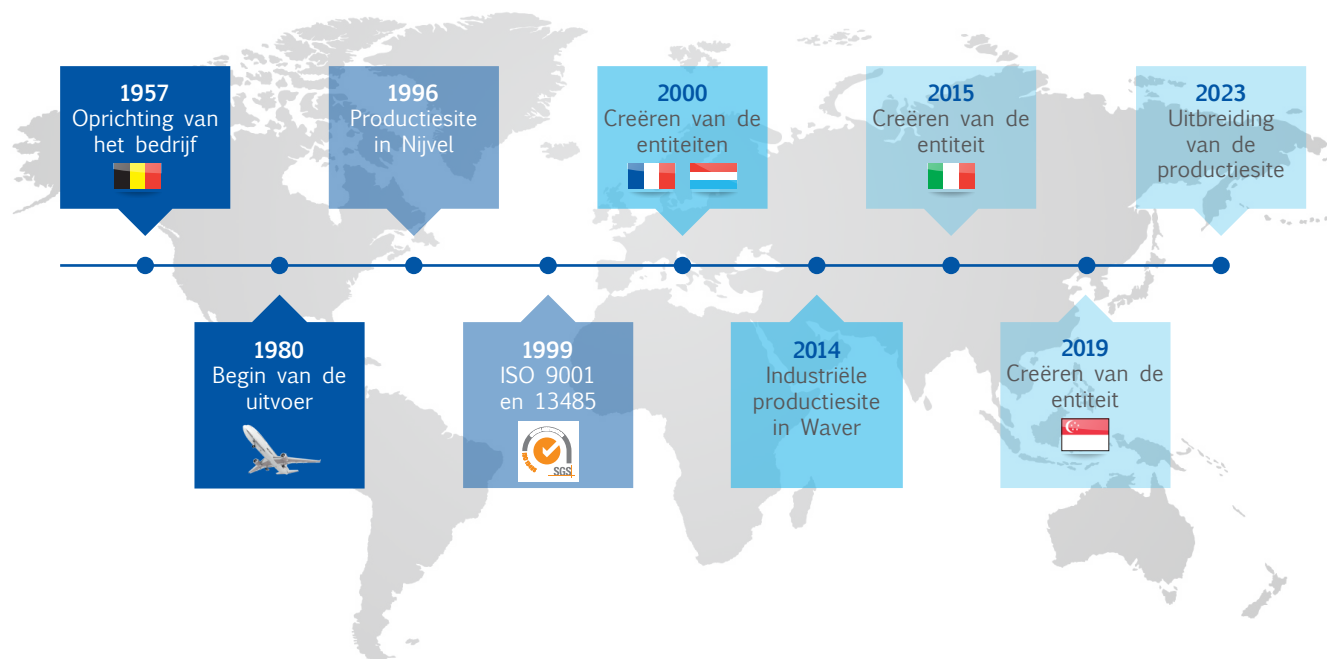 1957
Oprichting van
het bedrijf
1980
Begin van de
uitvoer
1996
Productiesite
in Nijvel
1999
ISO 9001
en 13485
SGS
2000
Creëren van de
entiteiten
2014
Industriële
productiesite
in Waver
2015
Creëren van de
entiteit
2019
Creëren van de
entiteit
2023
Uitbreiding
van de
productiesite